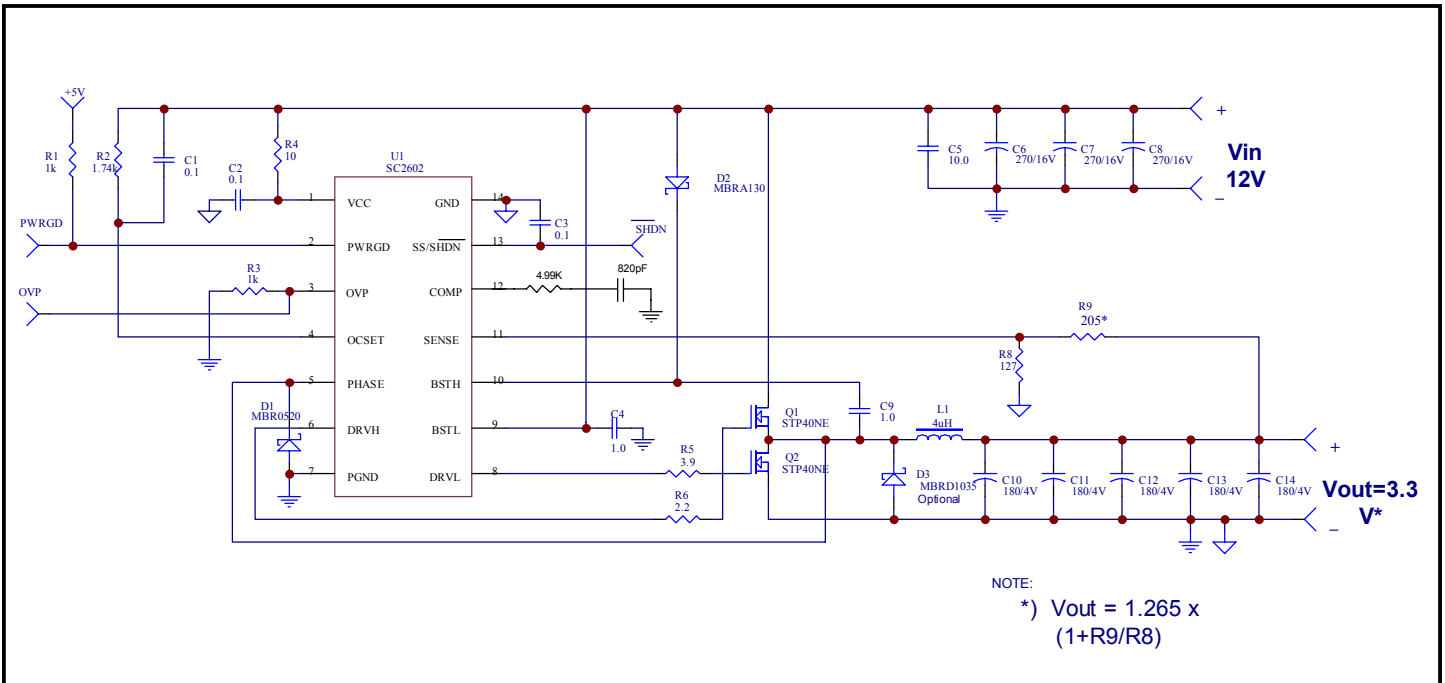 +5V
R1
1k
R2
1.74k
C1
0.1
C2
0.1
R4
10
U1
SC2602
D2
MBRA130
C5
10.0
C6
270/16V
C7
270/16V
C8
270/16V
+
Vin
12V
_
PWRGD
OVP
R3
1k
1
VCC
2
PWRGD
3
OVP
4
OCSET
5
PHASE
6
DRVH
7
PGND
GND
14
SS/SHDN
13
COMP
12
SENSE
11
BSTH
10
BSTL
9
DRVL
8
C3
0.1
SHDN
4.99K
820pF
R9
205*
R8
127
D1
MBR0520
C4
1.0
R5
3.9
R6
2.2
Q1
STP40NE
Q2
STP40NE
C9
1.0
L1
4uH
D3
MBRD1035
Optional
C10
180/4V
C11
180/4V
C12
180/4V
C13
180/4V
C14
180/4V
+
Vout=3.3
V*
_
NOTE:
*) Vout = 1.265 x
(1+R9/R8)